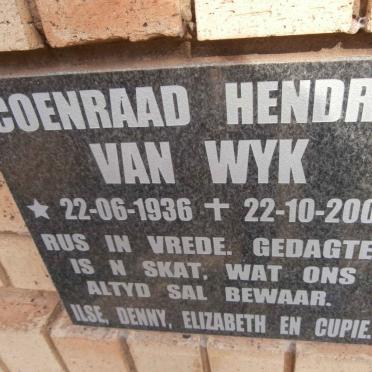 COENRAAD HENDR
VAN WYK
★ 22-06-1936 ✝ 22-10-200
RUS IN VREDE. GEDAGTE
IS N SKAT, WAT ONS
ALTYD SAL BEWAAR.
ILSE, DENNY, ELIZABETH EN CUPIE.